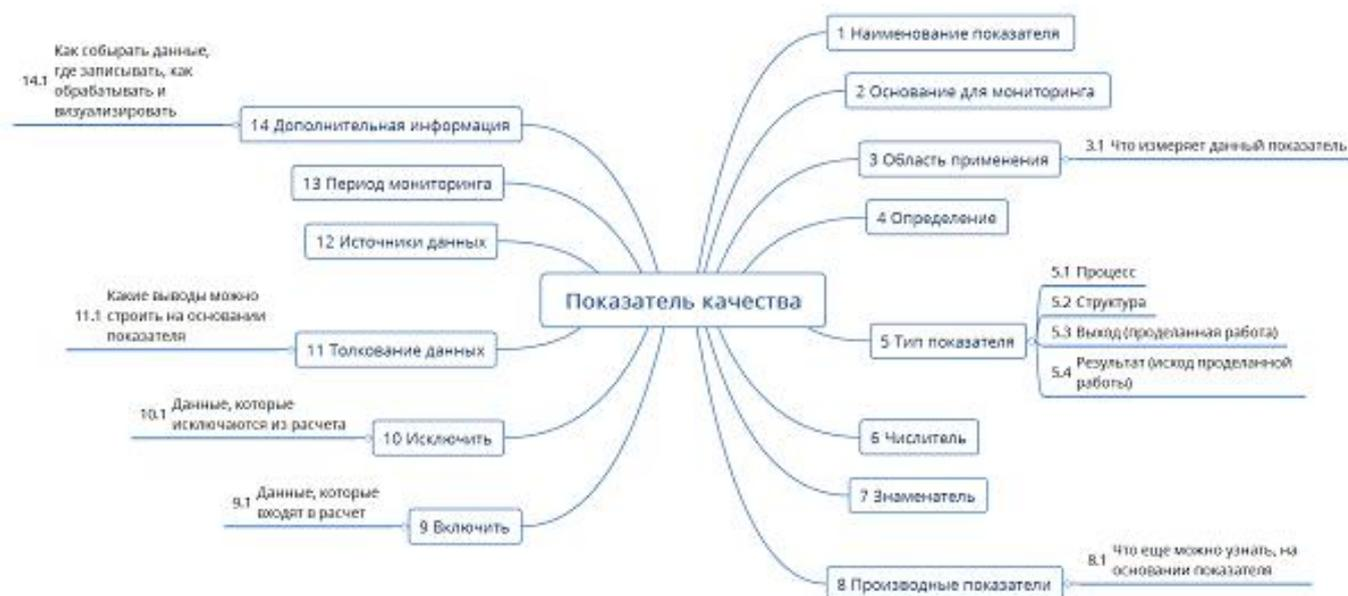 Показатель качества
1 Наименование показателя
2 Основание для мониторинга
3 Область применения
3.1 Что измеряет данный показатель
4 Определение
5 Тип показателя
5.1 Процесс
5.2 Структура
5.3 Выход (проделанная работа)
5.4 Результат (исход проделанной
работы)
6 Числитель
7 Знаменатель
8 Производные показатели
8.1 Что еще можно узнать, на
основании показателя
9 Включить
9.1 Данные, которые
входят в расчет
10 Исключить
10.1 Данные, которые
исключаются из расчета
11 Толкование данных
11.1 Какие выводы можно
строить на основании
показателя
12 Источники данных
13 Период мониторинга
14 Дополнительная информация
14.1 Как собырать данные,
где записывать, как
обрабатывать и
визуализировать